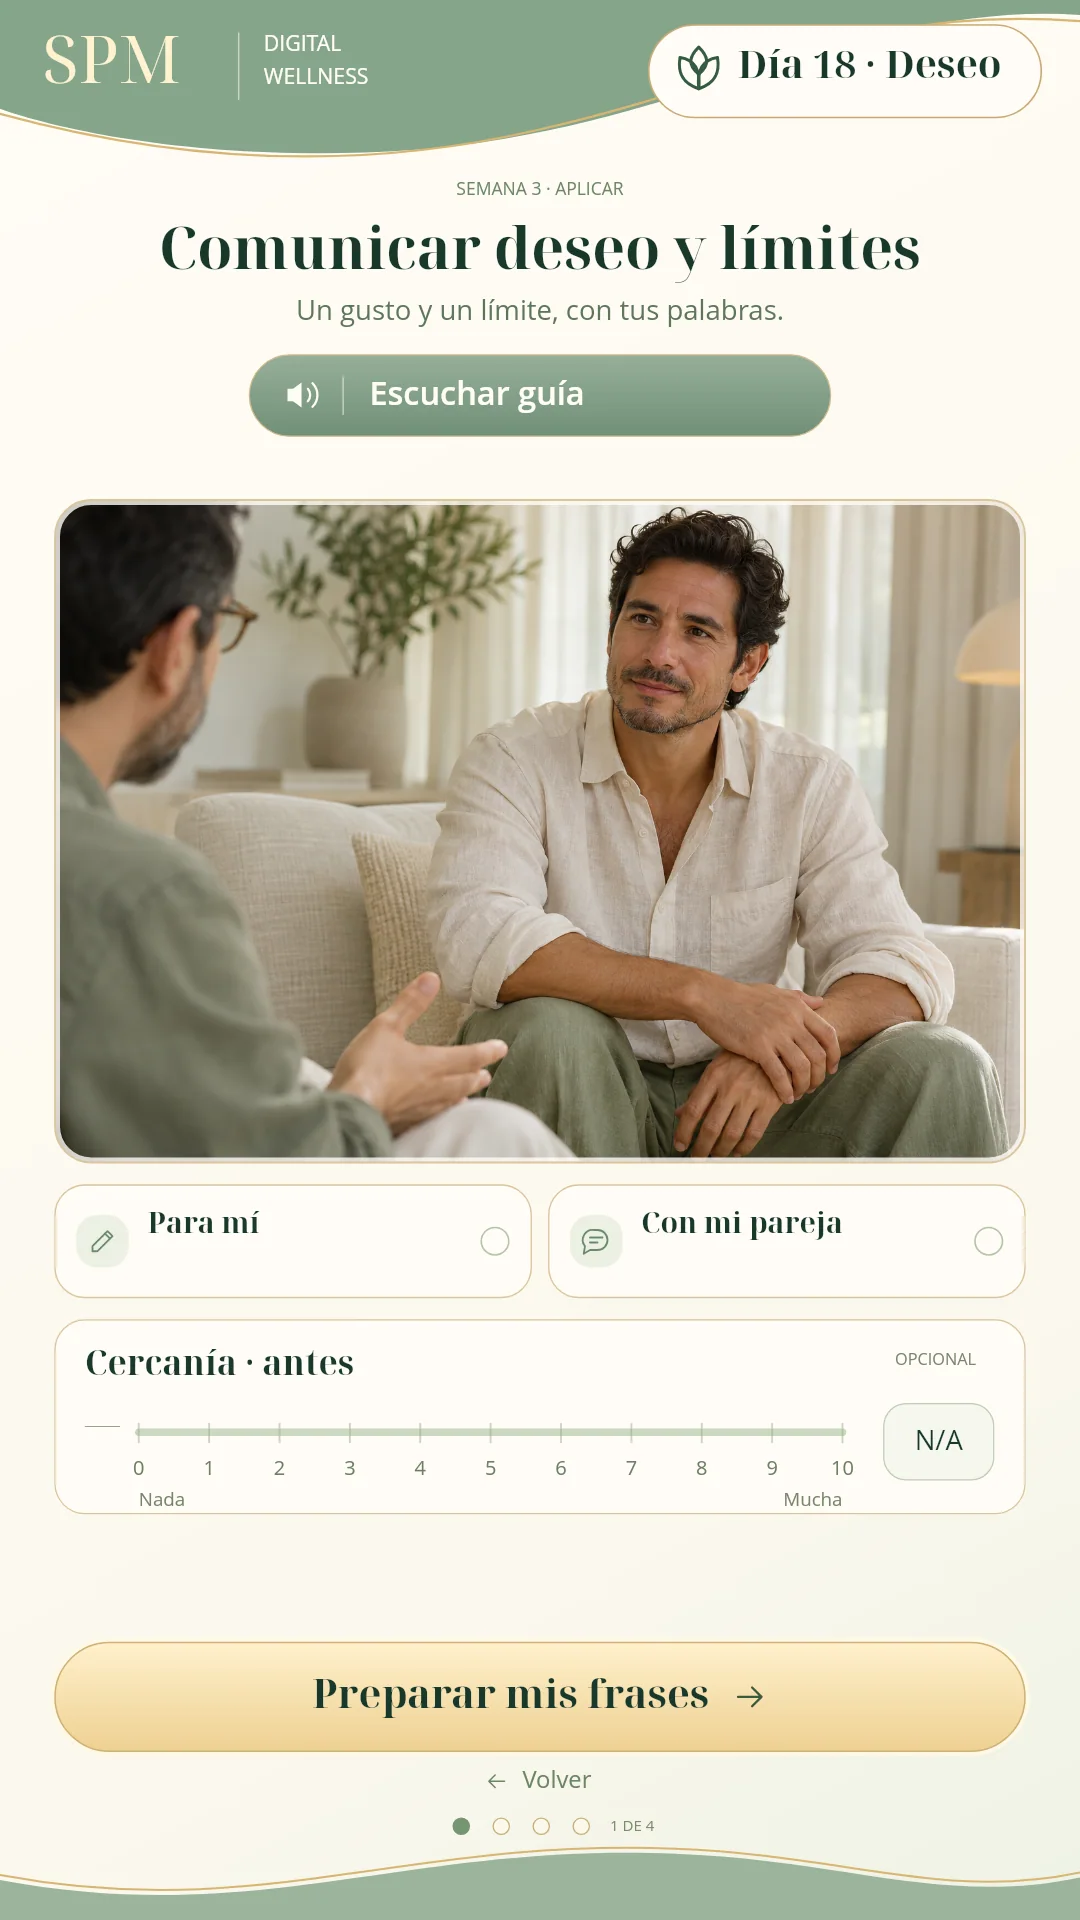 SPM
DIGITAL
WELLNESS
Día 18 · Deseo
SEMANA 3 · APLICAR
Comunicar deseo y límites
Un gusto y un límite, con tus palabras.
Escuchar guía
Para mí
Con mi pareja
Cercanía · antes
OPCIONAL
N/A
0 1 2 3 4 5 6 7 8 9 10
Nada
Mucha
Preparar mis frases →
← Volver
1 DE 4